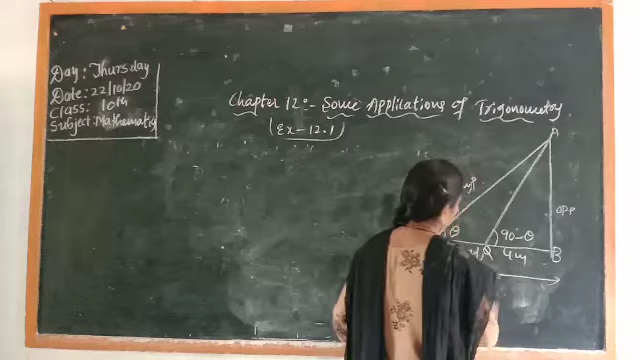 Day: Thursday
Date: 22/10/20
Class: 10th
Subject: Mathematics
Chapter 12:- Some Applications of Trigonometry
(Ex-12.1)
A
opp
θ
90-θ
Q 4m B